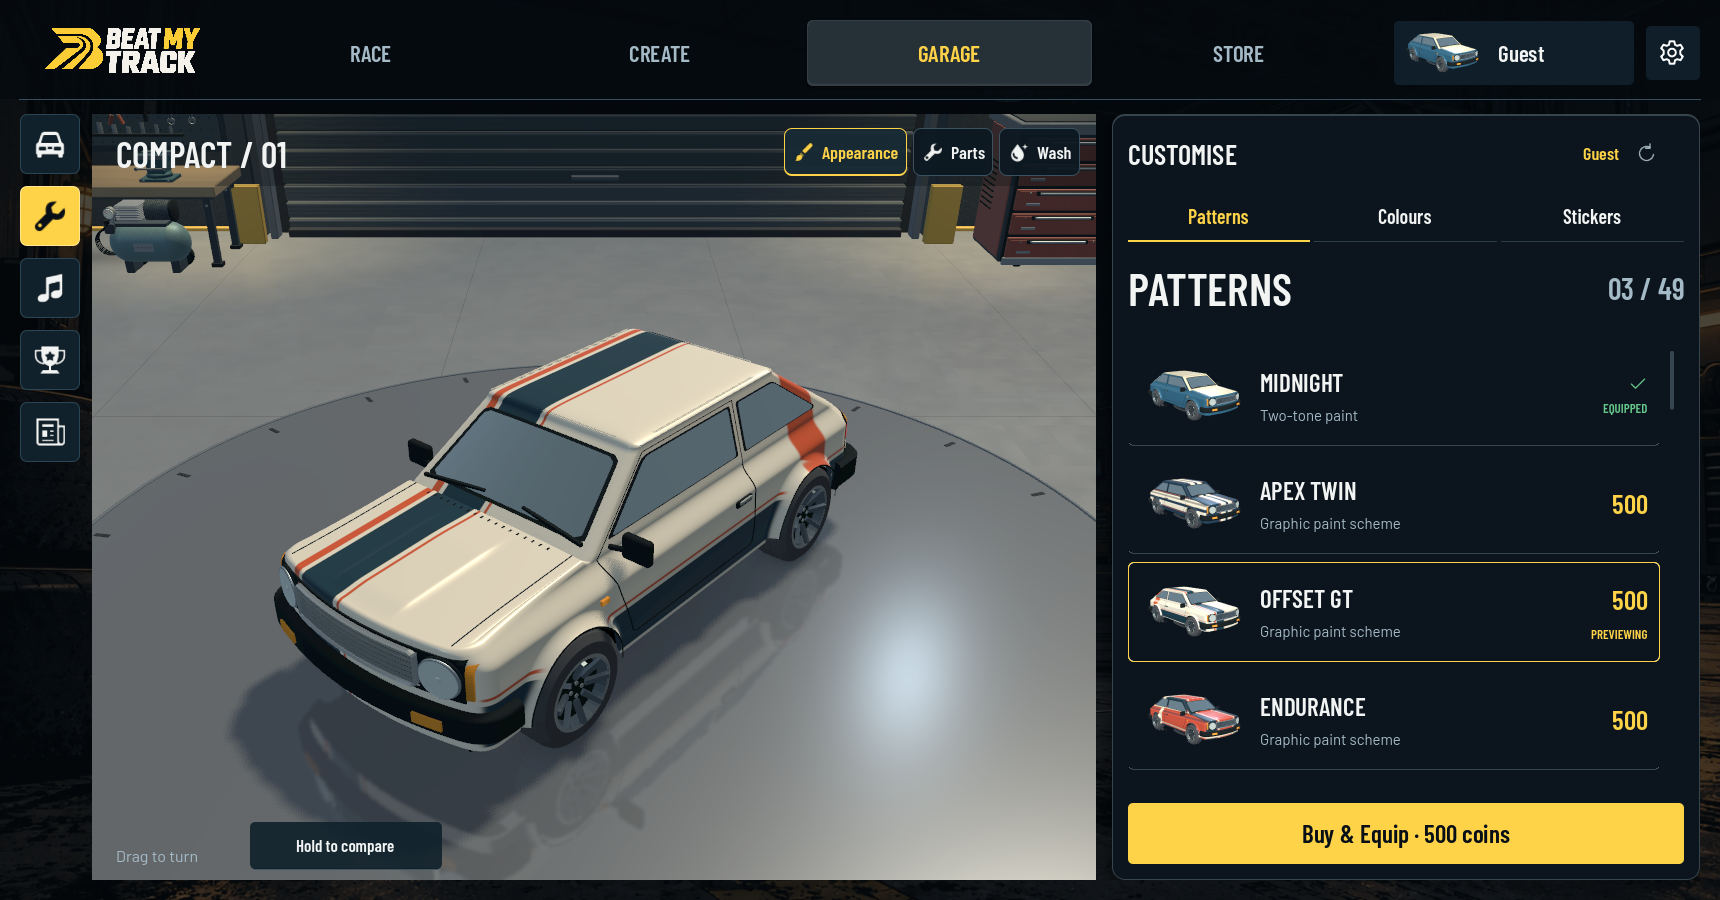 BEAT MY
TRACK
RACE
CREATE
GARAGE
STORE
Guest
COMPACT / 01
Appearance
Parts
Wash
Drag to turn
Hold to compare
CUSTOMISE
Guest
Patterns
Colours
Stickers
PATTERNS
03 / 49
MIDNIGHT
Two-tone paint
EQUIPPED
APEX TWIN
Graphic paint scheme
500
OFFSET GT
Graphic paint scheme
500
PREVIEWING
ENDURANCE
Graphic paint scheme
500
Buy & Equip · 500 coins